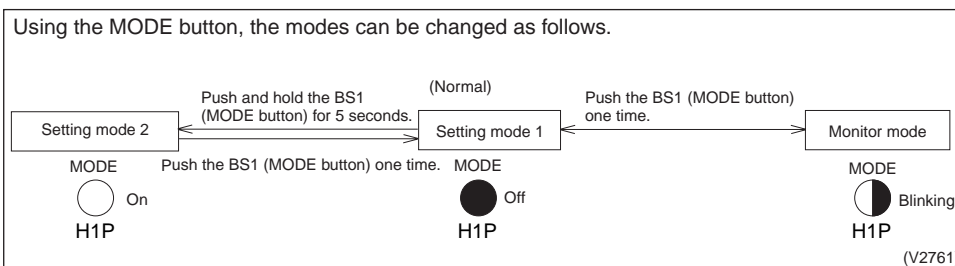 Using the MODE button, the modes can be changed as follows.
(Normal)
Push and hold the BS1
(MODE button) for 5 seconds.
Push the BS1 (MODE button)
one time.
Setting mode 2
Setting mode 1
Monitor mode
Push the BS1 (MODE button) one time.
MODE
On
H1P
MODE
Off
H1P
MODE
Blinking
H1P
(V2761